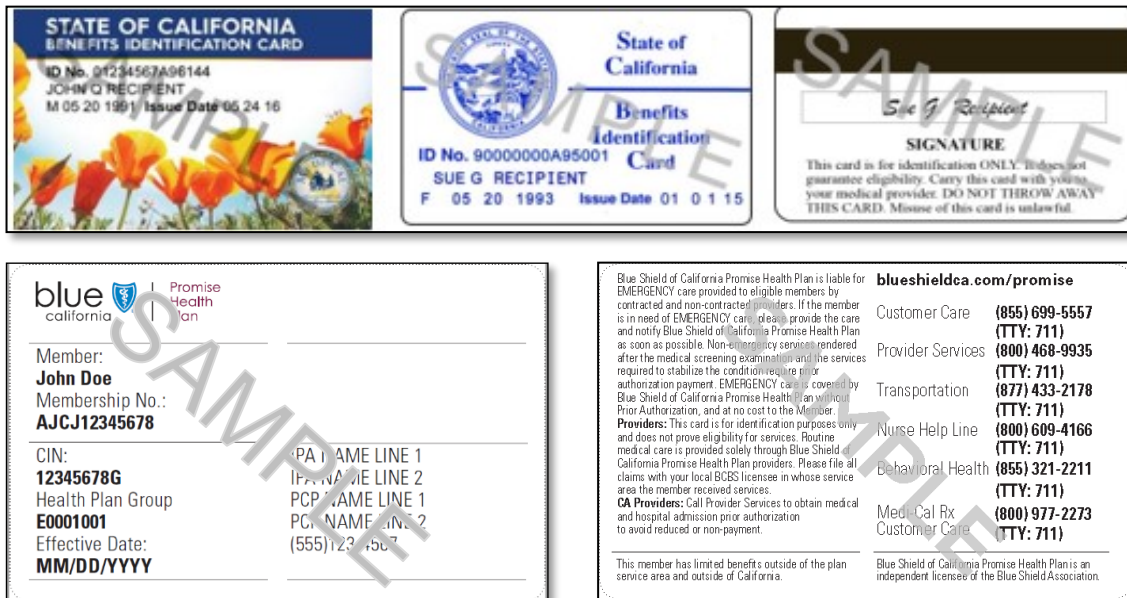 STATE OF CALIFORNIA
BENEFITS IDENTIFICATION CARD
ID No. 01234567A96144
JOHN Q RECIPIENT
M 05 20 1991 Issue Date 05 24 16
SAMPLE
State of
California
Benefits
Identification
Card
ID No. 90000000A95001
SUE G RECIPIENT
F 05 20 1993 Issue Date 01 0 1 15
SAMPLE
Sue G Recipient
SIGNATURE
This card is for identification ONLY. It does not
guarantee eligibility. Carry this card with you to
your medical provider. DO NOT THROW AWAY
THIS CARD. Misuse of this card is unlawful.
SAMPLE
blue
california
Promise
Health
Plan
Member:
John Doe
Membership No.:
AJCJ12345678
CIN:
12345678G
Health Plan Group
E0001001
Effective Date:
MM/DD/YYYY
IPA NAME LINE 1
IPA NAME LINE 2
PCP NAME LINE 1
PCP NAME LINE 2
(555)123-4567
SAMPLE
Blue Shield of California Promise Health Plan is liable for
EMERGENCY care provided to eligible members by
contracted and non-contracted providers. If the member
is in need of EMERGENCY care, please provide the care
and notify Blue Shield of California Promise Health Plan
as soon as possible. Non-emergency services rendered
after the medical screening examination and the services
required to stabilize the condition require prior
authorization payment. EMERGENCY care is covered by
Blue Shield of California Promise Health Plan without
Prior Authorization, and at no cost to the Member.
Providers: This card is for identification purposes only
and does not prove eligibility for services. Routine
medical care is provided solely through Blue Shield of
California Promise Health Plan providers. Please file all
claims with your local BCBS licensee in whose service
area the member received services.
CA Providers: Call Provider Services to obtain medical
and hospital admission prior authorization
to avoid reduced or non-payment.
This member has limited benefits outside of the plan
service area and outside of California.
blueshieldca.com/promise
Customer Care (855) 699-5557
(TTY: 711)
Provider Services (800) 468-9935
(TTY: 711)
Transportation (877) 433-2178
(TTY: 711)
Nurse Help Line (800) 609-4166
(TTY: 711)
Behavioral Health (855) 321-2211
(TTY: 711)
Medi-Cal Rx (800) 977-2273
Customer Care (TTY: 711)
Blue Shield of California Promise Health Plan is an
independent licensee of the Blue Shield Association.
SAMPLE